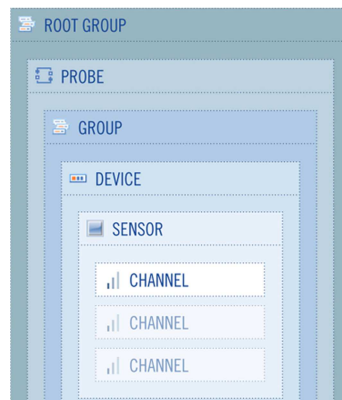 ROOT GROUP
PROBE
GROUP
DEVICE
SENSOR
CHANNEL
CHANNEL
CHANNEL